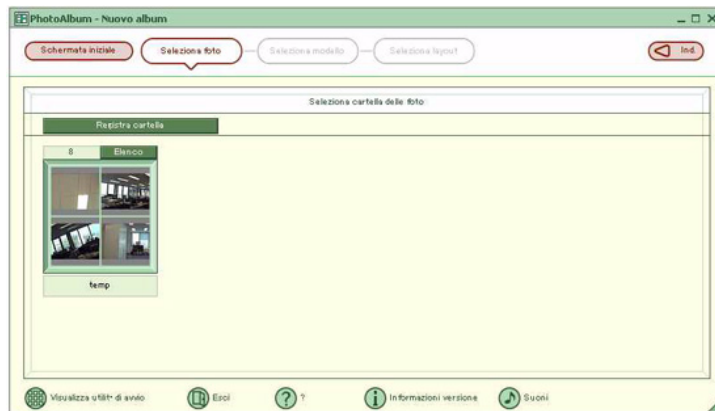 PhotoAlbum - Nuovo album
Schermata iniziale
Seleziona foto
Seleziona modello
Seleziona layout
Ind.
Seleziona cartella delle foto
Registra cartella
8 Elenco
temp
Visualizza utilit• di avvio
Esci
?
Informazioni versione
Suoni